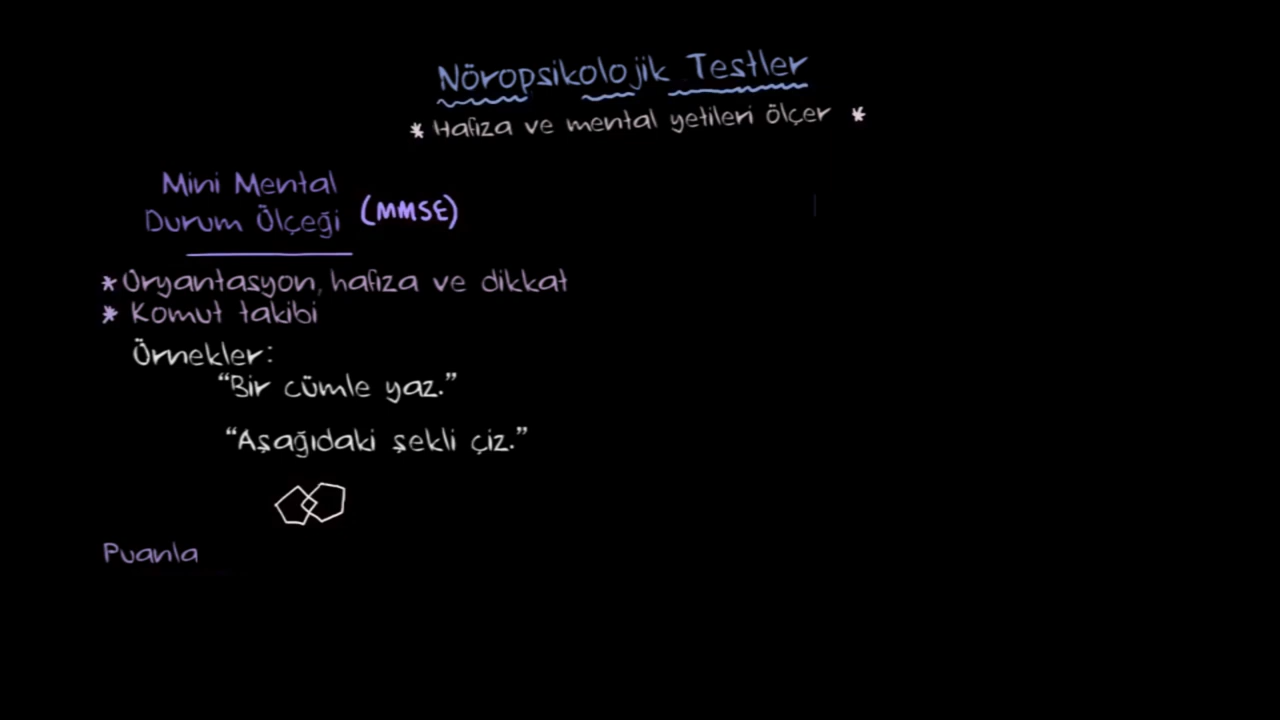 Nöropsikolojik Testler
* Hafıza ve mental yetileri ölçer *
Mini Mental
Durum Ölçeği (MMSE)
* Oryantasyon, hafıza ve dikkat
* Komut takibi
Örnekler:
“Bir cümle yaz.”
“Aşağıdaki şekli çiz.”
Puanla